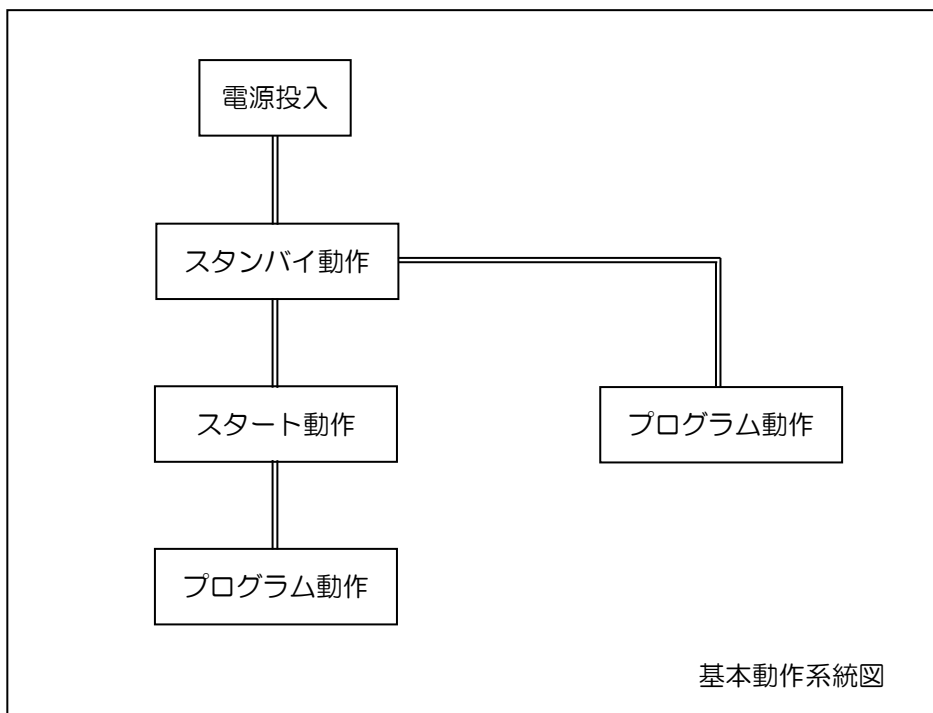 電源投入
スタンバイ動作
スタート動作
プログラム動作
プログラム動作
基本動作系統図